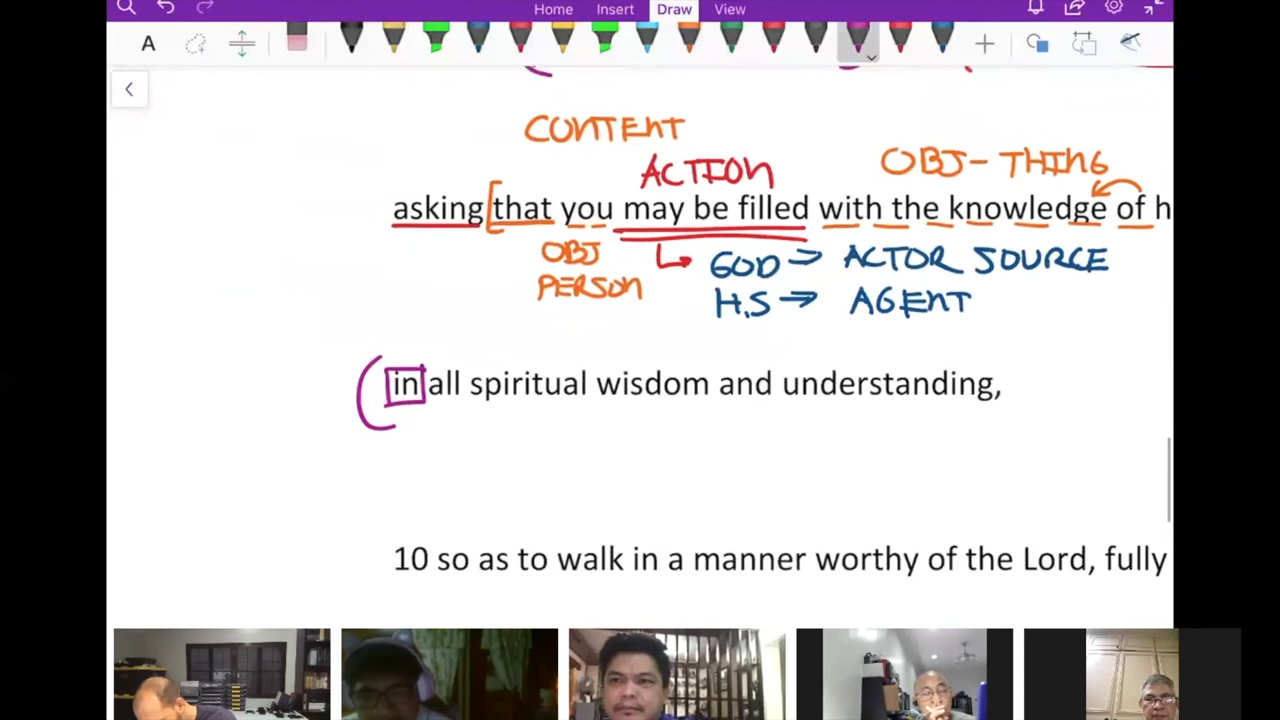 Home Insert Draw View
A
CONTENT
ACTION
OBJ-THING
asking [that you may be filled with the knowledge of h
OBJ
PERSON
GOD → ACTOR SOURCE
H.S → AGENT
(in all spiritual wisdom and understanding,
10 so as to walk in a manner worthy of the Lord, fully